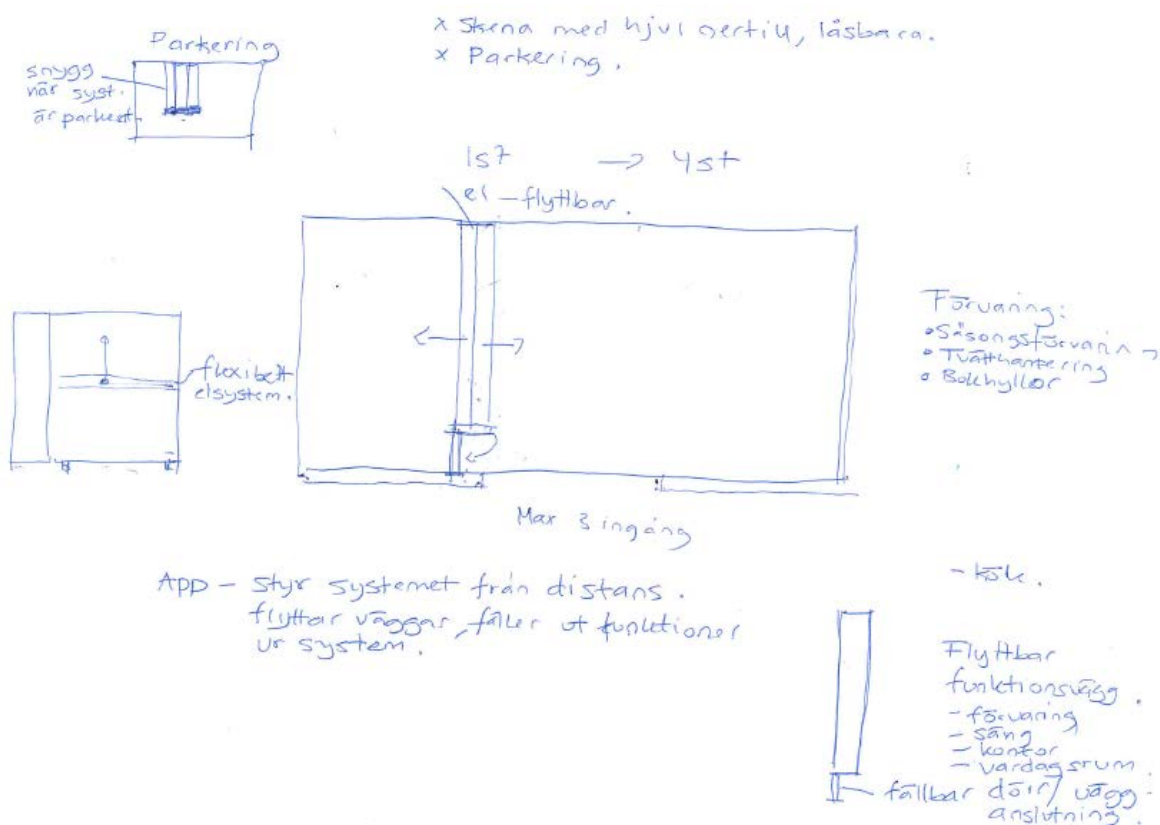 x Skena med hjul nertill, låsbara.
x Parkering.
Parkering
snygg
när syst.
är parkerat.
1st → 4st
el - flyttbar.
flexibelt
elsystem.
Förvaring:
• Säsongsförvaring
• Tvätthantering
• Bokhyllor
Max 3 ingång
APP - styr systemet från distans.
flyttar väggar, fäller ut funktioner
ur system.
- kök.
Flyttbar
funktionsvägg.
- förvaring
- säng
- kontor
- vardagsrum.
fällbar dörr/vägg-
anslutning.